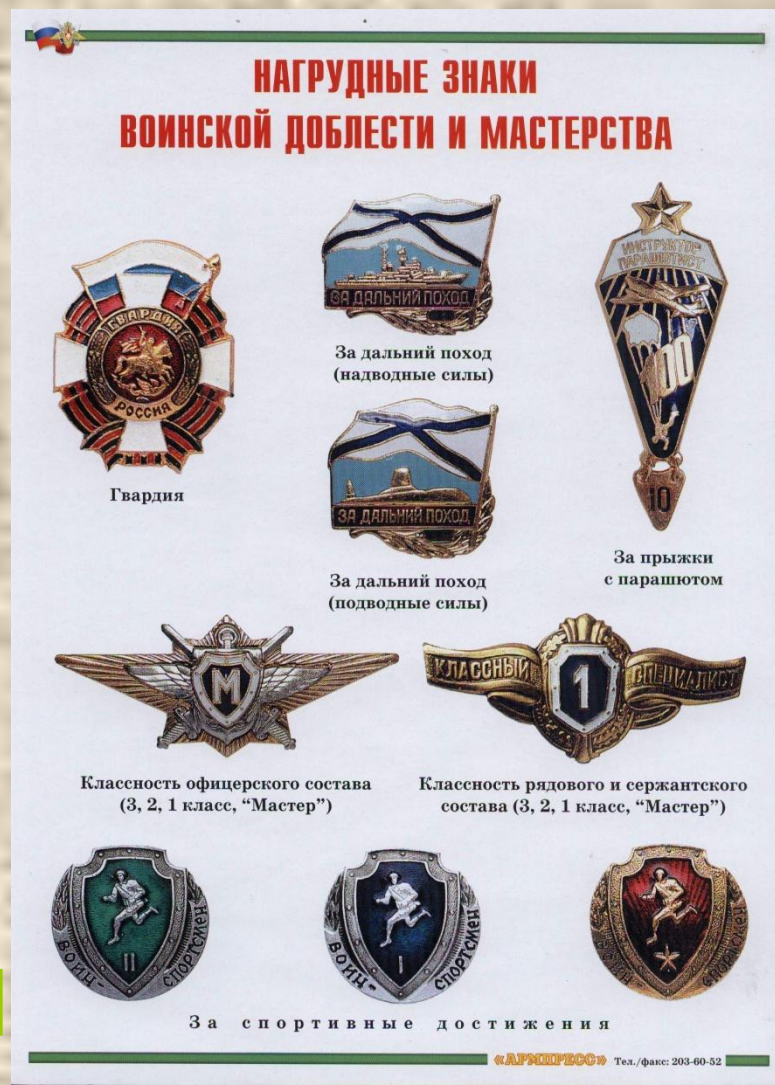 НАГРУДНЫЕ ЗНАКИ
ВОИНСКОЙ ДОБЛЕСТИ И МАСТЕРСТВА
ГВАРДИЯ
РОССИЯ
Гвардия
ЗА ДАЛЬНИЙ ПОХОД
За дальний поход
(надводные силы)
ЗА ДАЛЬНИЙ ПОХОД
За дальний поход
(подводные силы)
ИНСТРУКТОР
ПАРАШЮТИСТ
100
10
За прыжки
с парашютом
М
Классность офицерского состава
(3, 2, 1 класс, “Мастер”)
КЛАССНЫЙ 1 СПЕЦИАЛИСТ
Классность рядового и сержантского
состава (3, 2, 1 класс, “Мастер”)
II
ВОИН-СПОРТСМЕН
I
ВОИН-СПОРТСМЕН
ВОИН-СПОРТСМЕН
За спортивные достижения
«АРМПРЕСС» Тел./факс: 203-60-52